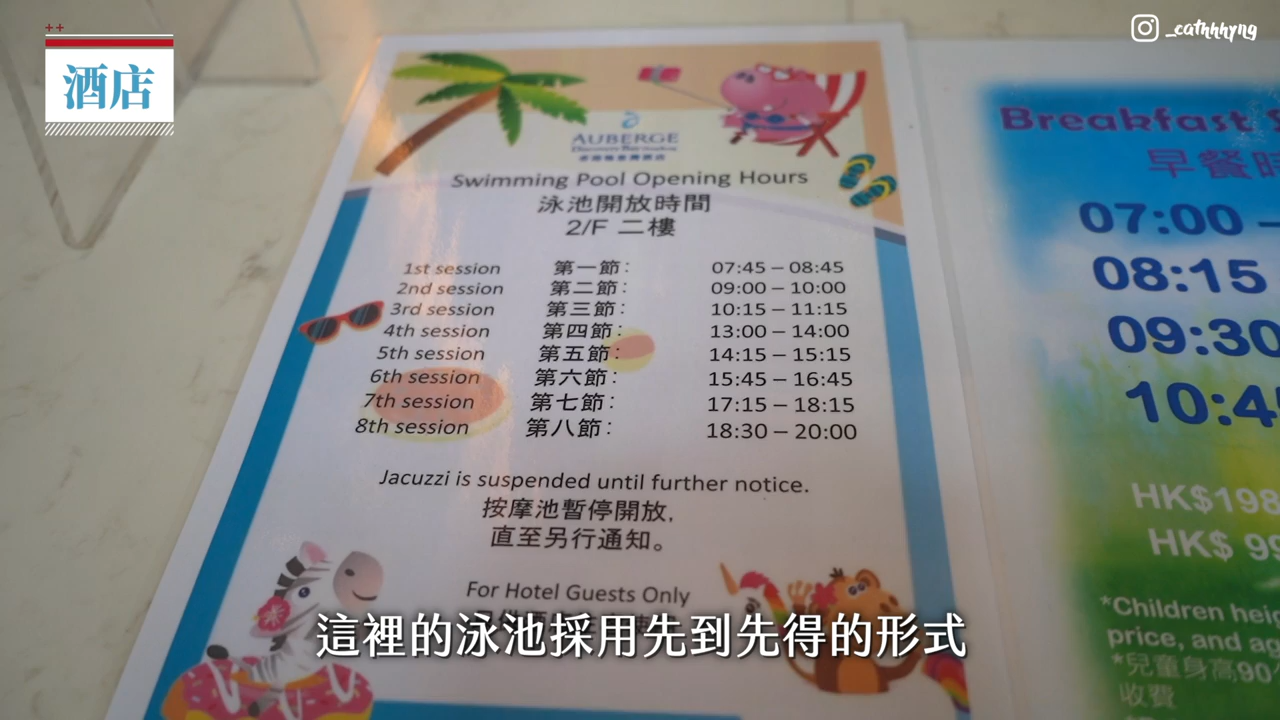 酒店
_cathhhyng
AUBERGE
Swimming Pool Opening Hours
泳池開放時間
2/F 二樓
1st session 第一節: 07:45 – 08:45
2nd session 第二節: 09:00 – 10:00
3rd session 第三節: 10:15 – 11:15
4th session 第四節: 13:00 – 14:00
5th session 第五節: 14:15 – 15:15
6th session 第六節: 15:45 – 16:45
7th session 第七節: 17:15 – 18:15
8th session 第八節: 18:30 – 20:00
Jacuzzi is suspended until further notice.
按摩池暫停開放,
直至另行通知。
For Hotel Guests Only
Breakfast
早餐時
07:00 –
08:15
09:30
10:4
HK$198
HK$ 99
*Children heig
price, and ag
*兒童身高90
收費
這裡的泳池採用先到先得的形式